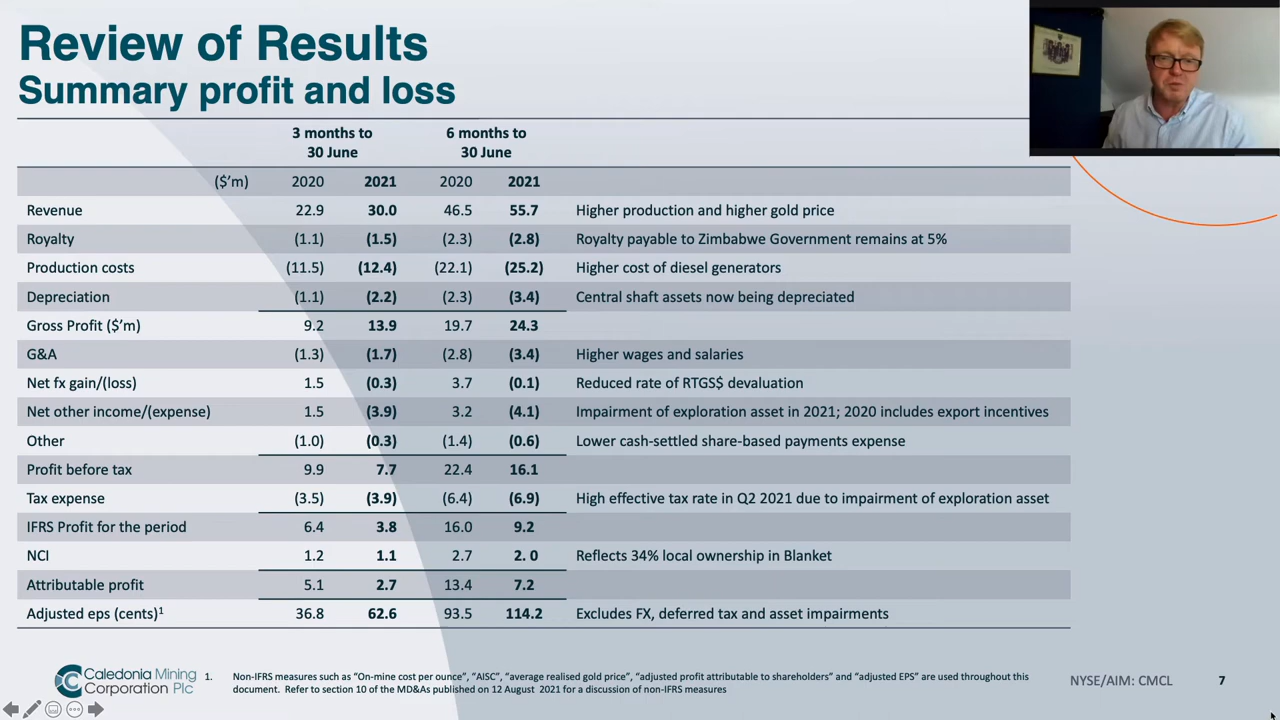 Review of Results
Summary profit and loss
3 months to 6 months to
30 June 30 June
($'m) 2020 2021 2020 2021
Revenue 22.9 30.0 46.5 55.7 Higher production and higher gold price
Royalty (1.1) (1.5) (2.3) (2.8) Royalty payable to Zimbabwe Government remains at 5%
Production costs (11.5) (12.4) (22.1) (25.2) Higher cost of diesel generators
Depreciation (1.1) (2.2) (2.3) (3.4) Central shaft assets now being depreciated
Gross Profit ($'m) 9.2 13.9 19.7 24.3
G&A (1.3) (1.7) (2.8) (3.4) Higher wages and salaries
Net fx gain/(loss) 1.5 (0.3) 3.7 (0.1) Reduced rate of RTGS$ devaluation
Net other income/(expense) 1.5 (3.9) 3.2 (4.1) Impairment of exploration asset in 2021; 2020 includes export incentives
Other (1.0) (0.3) (1.4) (0.6) Lower cash-settled share-based payments expense
Profit before tax 9.9 7.7 22.4 16.1
Tax expense (3.5) (3.9) (6.4) (6.9) High effective tax rate in Q2 2021 due to impairment of exploration asset
IFRS Profit for the period 6.4 3.8 16.0 9.2
NCI 1.2 1.1 2.7 2. 0 Reflects 34% local ownership in Blanket
Attributable profit 5.1 2.7 13.4 7.2
Adjusted eps (cents)¹ 36.8 62.6 93.5 114.2 Excludes FX, deferred tax and asset impairments
Caledonia Mining
Corporation Plc
1. Non-IFRS measures such as "On-mine cost per ounce", "AISC", "average realised gold price", "adjusted profit attributable to shareholders" and "adjusted EPS" are used throughout this
document. Refer to section 10 of the MD&As published on 12 August 2021 for a discussion of non-IFRS measures
NYSE/AIM: CMCL 7